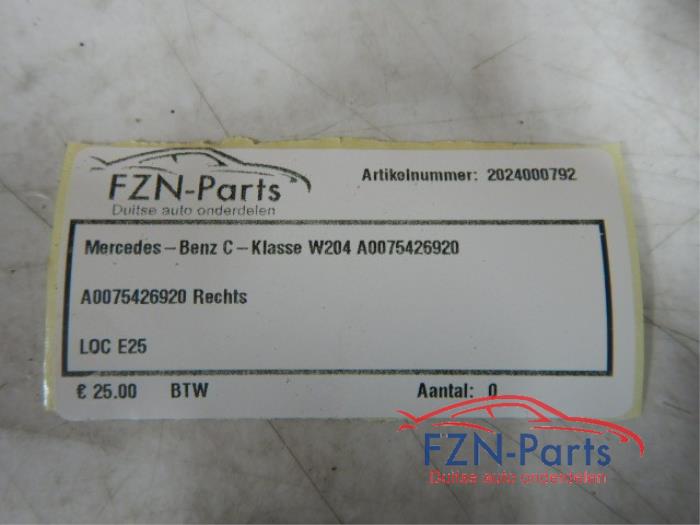 FZN-Parts
Duitse auto onderdelen
Artikelnummer: 2024000792
Mercedes-Benz C-Klasse W204 A0075426920
A0075426920 Rechts
LOC E25
€ 25.00 BTW Aantal: 0
FZN-Parts
Duitse auto onderdelen